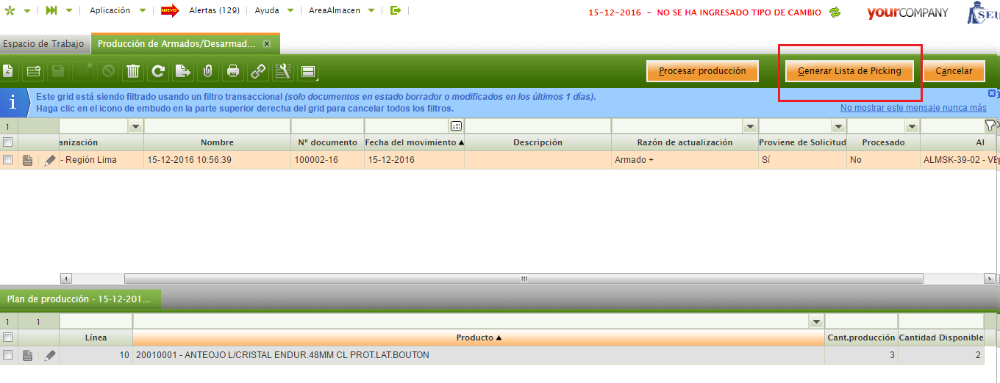 Aplicación NUEVO Alertas (129) Ayuda AreaAlmacen 15-12-2016 - NO SE HA INGRESADO TIPO DE CAMBIO yourCOMPANY
Espacio de Trabajo Producción de Armados/Desarmad... x
Procesar producción Generar Lista de Picking Cancelar
i Este grid está siendo filtrado usando un filtro transaccional (solo documentos en estado borrador o modificados en los últimos 1 días).
Haga clic en el icono de embudo en la parte superior derecha del grid para cancelar todos los filtros. No mostrar este mensaje nunca más
1
anización Nombre Nº documento Fecha del movimiento Descripción Razón de actualización Proviene de Solicitud Procesado Al
- Región Lima 15-12-2016 10:56:39 100002-16 15-12-2016 Armado + Sí No ALMSK-39-02 - VE
Plan de producción - 15-12-201...
1 1
Línea Producto Cant.producción Cantidad Disponible
10 20010001 - ANTEOJO L/CRISTAL ENDUR.48MM CL PROT.LAT.BOUTON 3 2